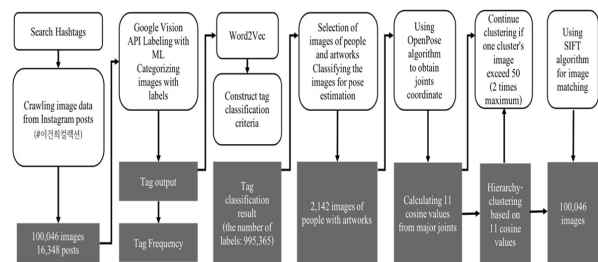 Search Hashtags
Crawling image data
from Instagram posts
(#이건희컬렉션)
100,046 images
16,348 posts
Google Vision
API Labeling with
ML
Categorizing
images with
labels
Tag output
Tag Frequency
Word2Vec
Construct tag
classification
criteria
Tag
classification
result
(the number of
labels: 995,365)
Selection of
images of people
and artworks
Classifying the
images for pose
estimation
2,142 images of
people with artworks
Using
OpenPose
algorithm
to obtain
joints
coordinate
Calculating 11
cosine values
from major joints
Continue
clustering if
one cluster's
image
exceed 50
(2 times
maximum)
Hierarchy-
clustering
based on
11 cosine
values
Using
SIFT
algorithm
for image
matching
100,046
images